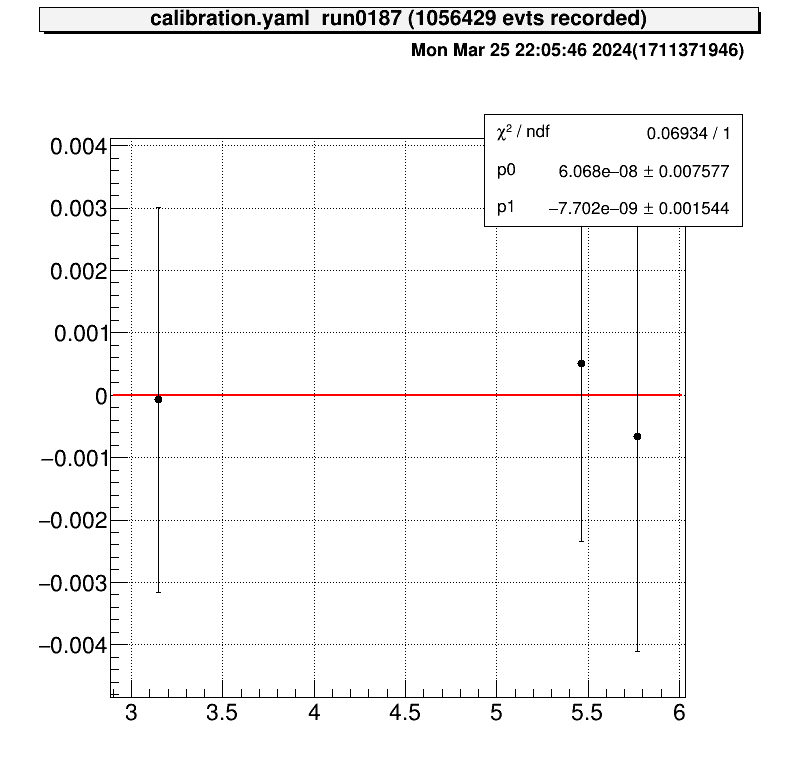 calibration.yaml run0187 (1056429 evts recorded)
Mon Mar 25 22:05:46 2024(1711371946)
χ² / ndf 0.06934 / 1
p0 6.068e−08 ± 0.007577
p1 −7.702e−09 ± 0.001544
0.004
0.003
0.002
0.001
0
−0.001
−0.002
−0.003
−0.004
3 3.5 4 4.5 5 5.5 6